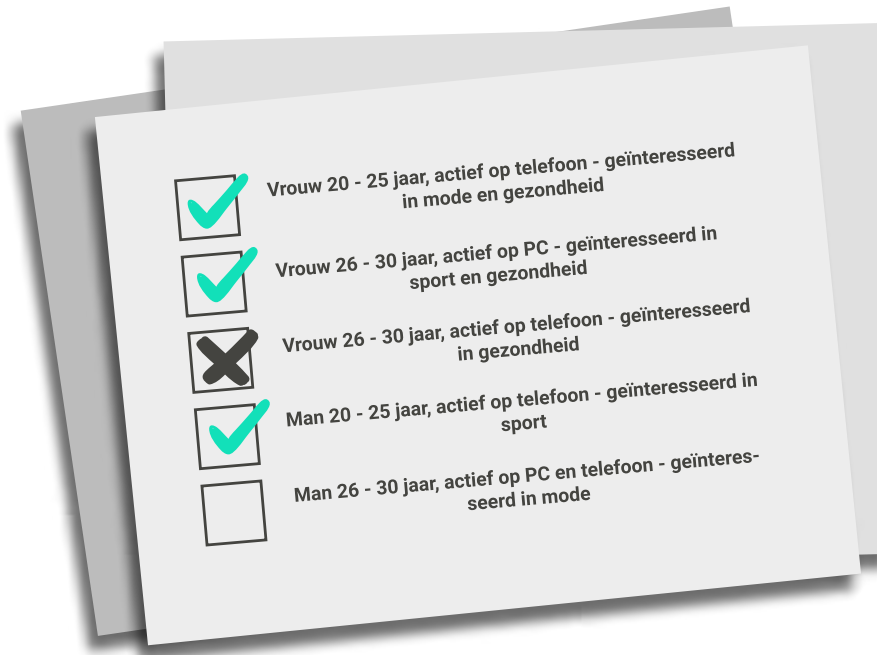 Vrouw 20 - 25 jaar, actief op telefoon - geïnteresseerd
in mode en gezondheid
Vrouw 26 - 30 jaar, actief op PC - geïnteresseerd in
sport en gezondheid
Vrouw 26 - 30 jaar, actief op telefoon - geïnteresseerd
in gezondheid
Man 20 - 25 jaar, actief op telefoon - geïnteresseerd in
sport
Man 26 - 30 jaar, actief op PC en telefoon - geïnteres-
seerd in mode